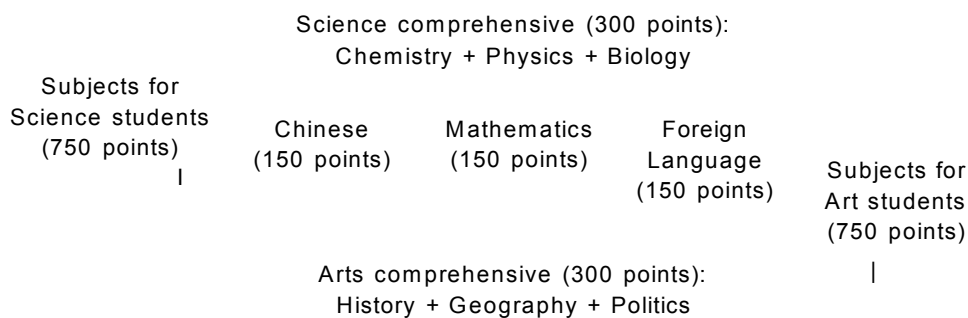 Science comprehensive (300 points):
Chemistry + Physics + Biology
Subjects for
Science students
(750 points)
Chinese
(150 points)
Mathematics
(150 points)
Foreign
Language
(150 points)
Subjects for
Art students
(750 points)
Arts comprehensive (300 points):
History + Geography + Politics